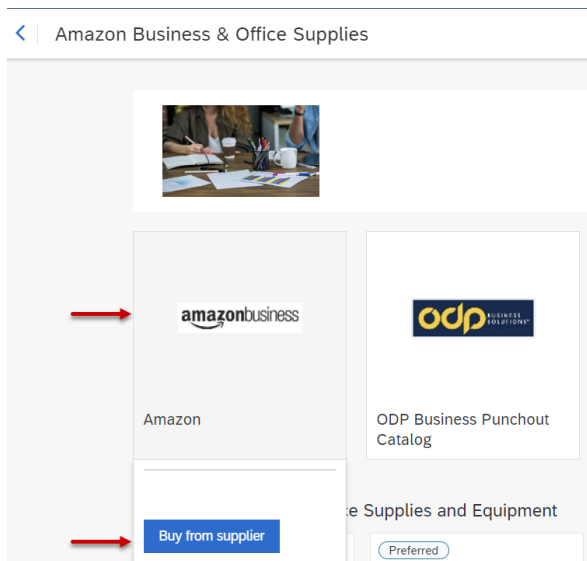 Amazon Business & Office Supplies
amazonbusiness
odp BUSINESS
SOLUTIONS
Amazon
ODP Business Punchout
Catalog
e Supplies and Equipment
Buy from supplier
Preferred